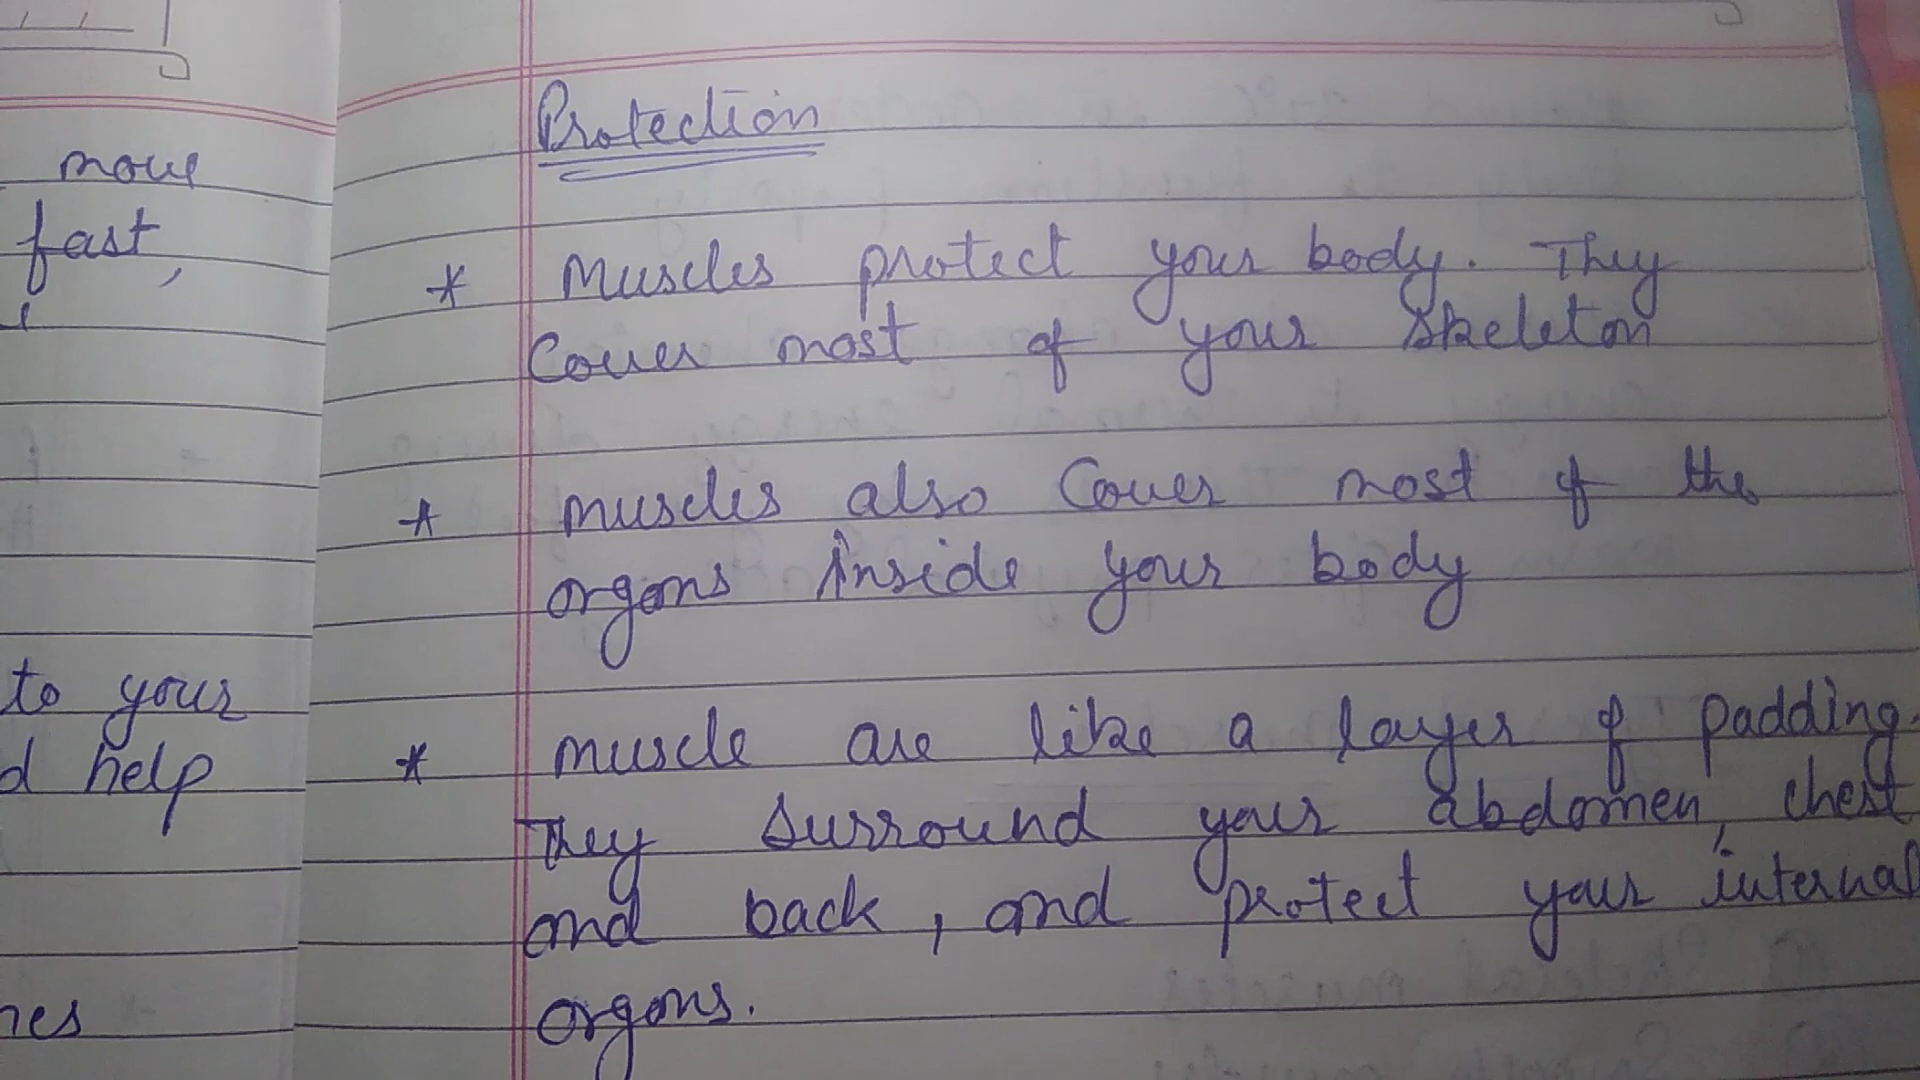 move
fast,
to your
d help
nes
Protection
* Muscles protect your body. They
Cover most of your skeleton
* muscles also Cover most of the
organs inside your body
* muscle are like a layer of padding.
They surround your abdomen, chest
and back, and protect your internal
organs.